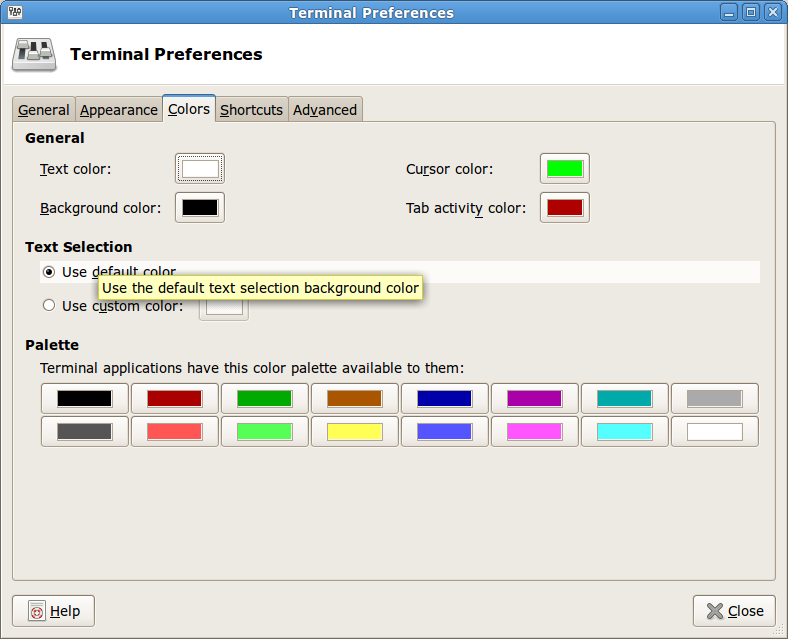 Terminal Preferences
Terminal Preferences
General Appearance Colors Shortcuts Advanced
General
Text color: Cursor color:
Background color: Tab activity color:
Text Selection
Use default color
Use the default text selection background color
Use custom color:
Palette
Terminal applications have this color palette available to them:
Help Close